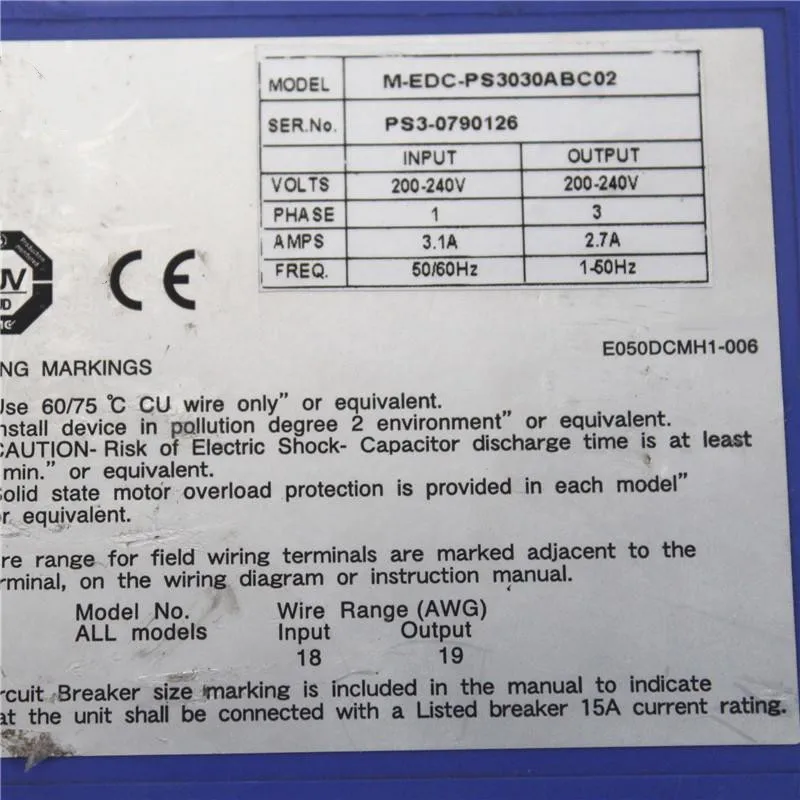 MODEL M-EDC-PS3030ABC02
SER.No. PS3-0790126
INPUT OUTPUT
VOLTS 200-240V 200-240V
PHASE 1 3
AMPS 3.1A 2.7A
FREQ. 50/60Hz 1-50Hz
UV
CE
E050DCMH1-006
NG MARKINGS
Use 60/75 ℃ CU wire only" or equivalent.
nstall device in pollution degree 2 environment" or equivalent.
CAUTION- Risk of Electric Shock- Capacitor discharge time is at least
min." or equivalent.
olid state motor overload protection is provided in each model"
r equivalent.
re range for field wiring terminals are marked adjacent to the
rminal, on the wiring diagram or instruction manual.
Model No. Wire Range (AWG)
ALL models Input Output
18 19
rcuit Breaker size marking is included in the manual to indicate
at the unit shall be connected with a Listed breaker 15A current rating.